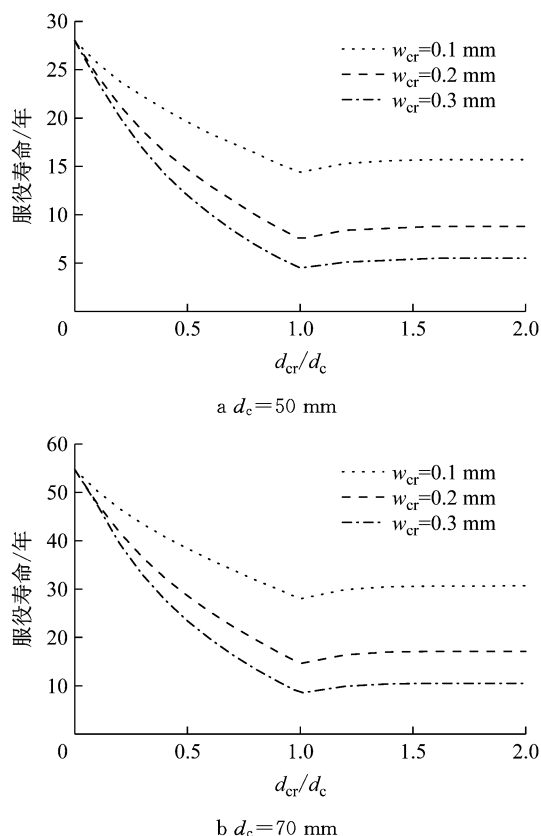 30
25
20
15
10
5
0
0.5
1.0
1.5
2.0
服役寿命/年
w_cr=0.1 mm
w_cr=0.2 mm
w_cr=0.3 mm
d_cr/d_c
a d_c=50 mm
60
50
40
30
20
10
0
0.5
1.0
1.5
2.0
服役寿命/年
w_cr=0.1 mm
w_cr=0.2 mm
w_cr=0.3 mm
d_cr/d_c
b d_c=70 mm